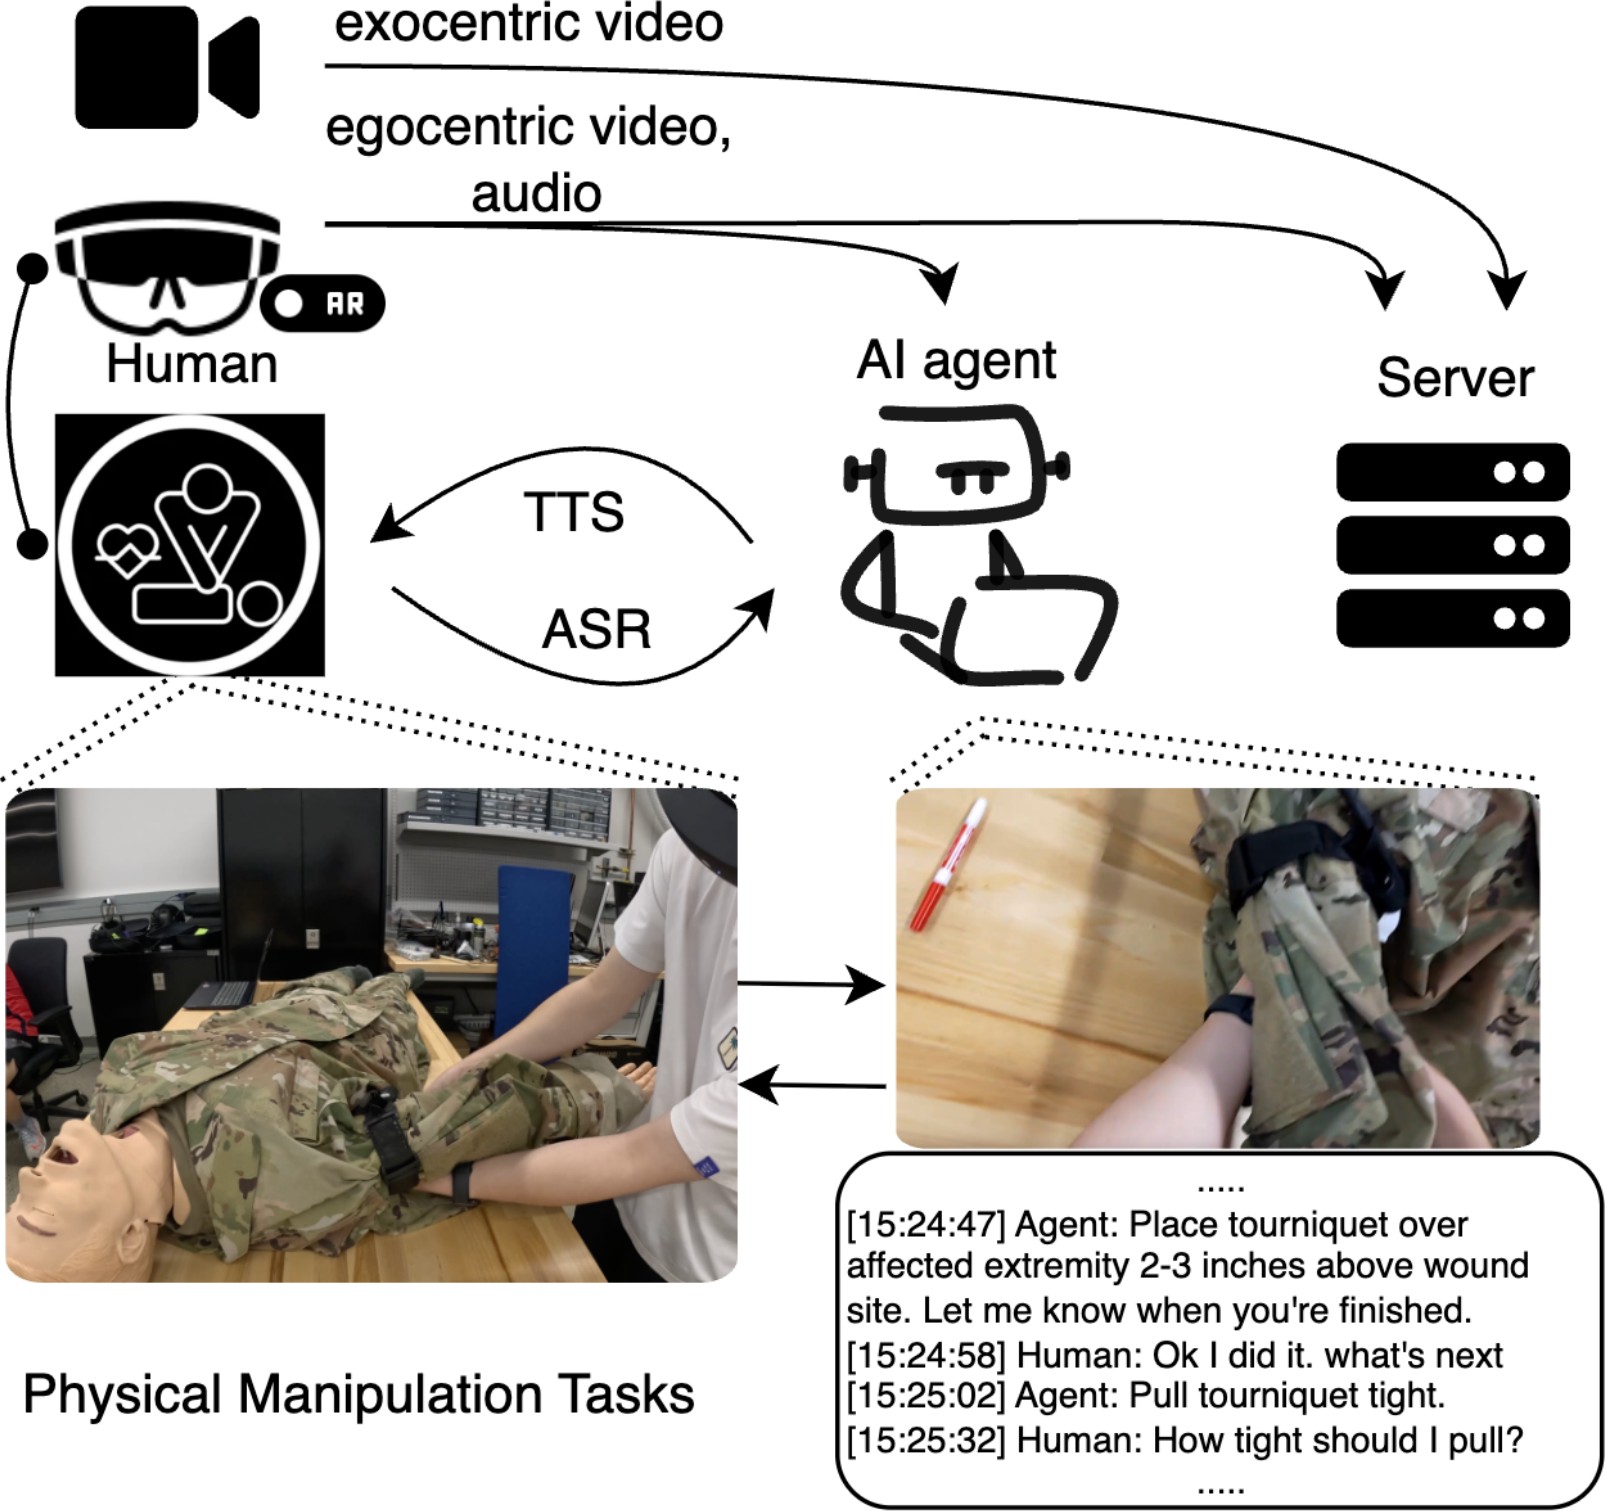 exocentric video
egocentric video,
audio
AR
Human
AI agent
Server
TTS
ASR
.....
[15:24:47] Agent: Place tourniquet over
affected extremity 2-3 inches above wound
site. Let me know when you're finished.
[15:24:58] Human: Ok I did it. what's next
[15:25:02] Agent: Pull tourniquet tight.
[15:25:32] Human: How tight should I pull?
.....
Physical Manipulation Tasks